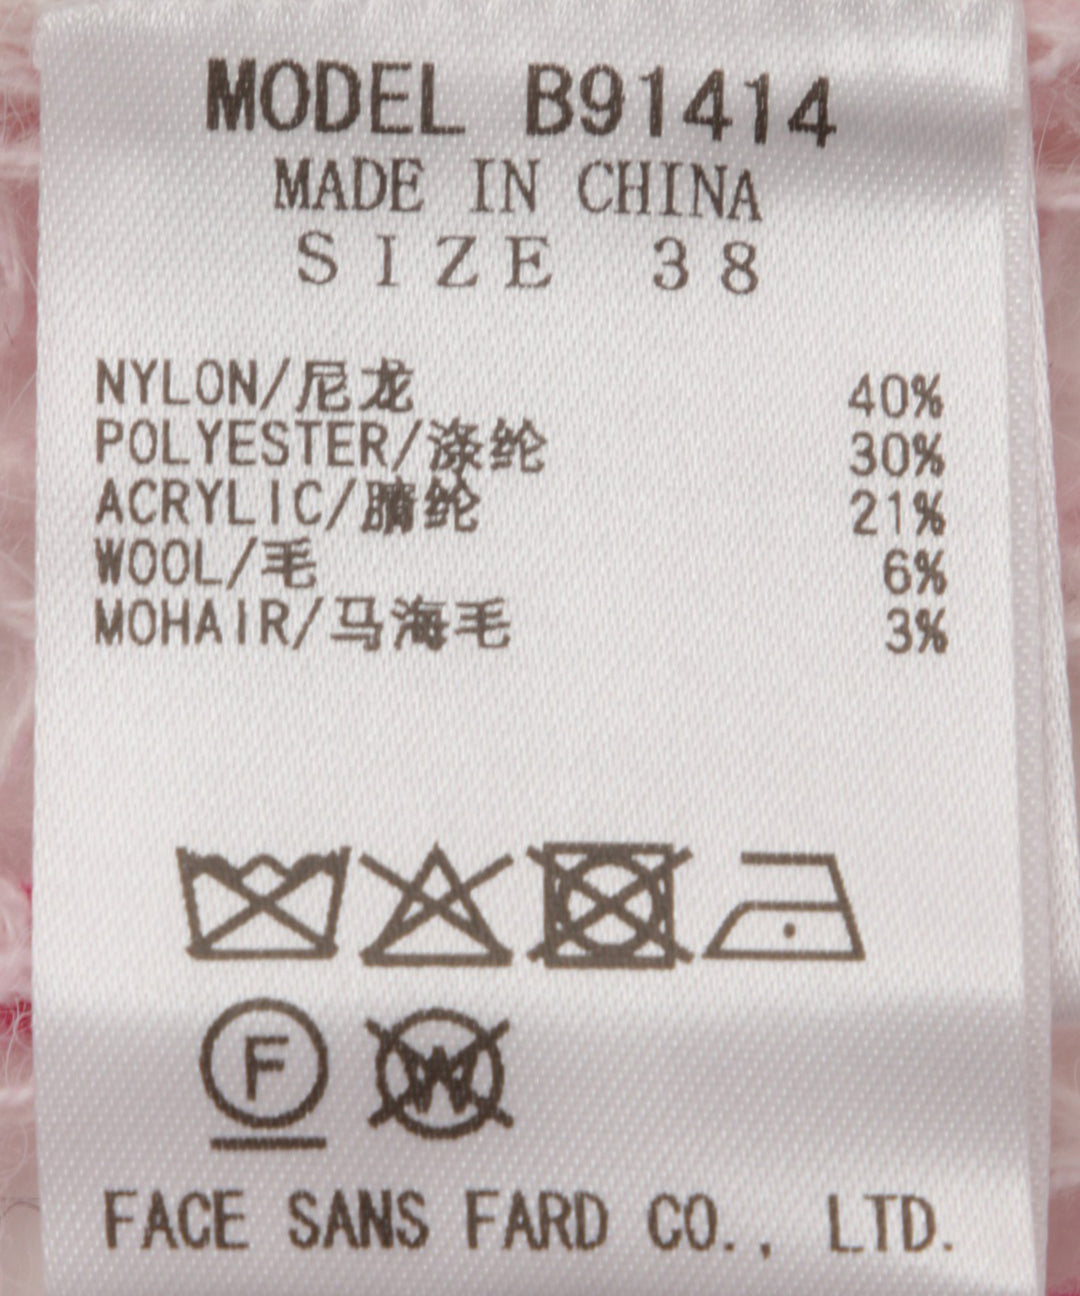 MODEL B91414
MADE IN CHINA
SIZE 38
NYLON/尼龙 40%
POLYESTER/涤纶 30%
ACRYLIC/腈纶 21%
WOOL/毛 6%
MOHAIR/马海毛 3%
F W
FACE SANS FARD CO., LTD.